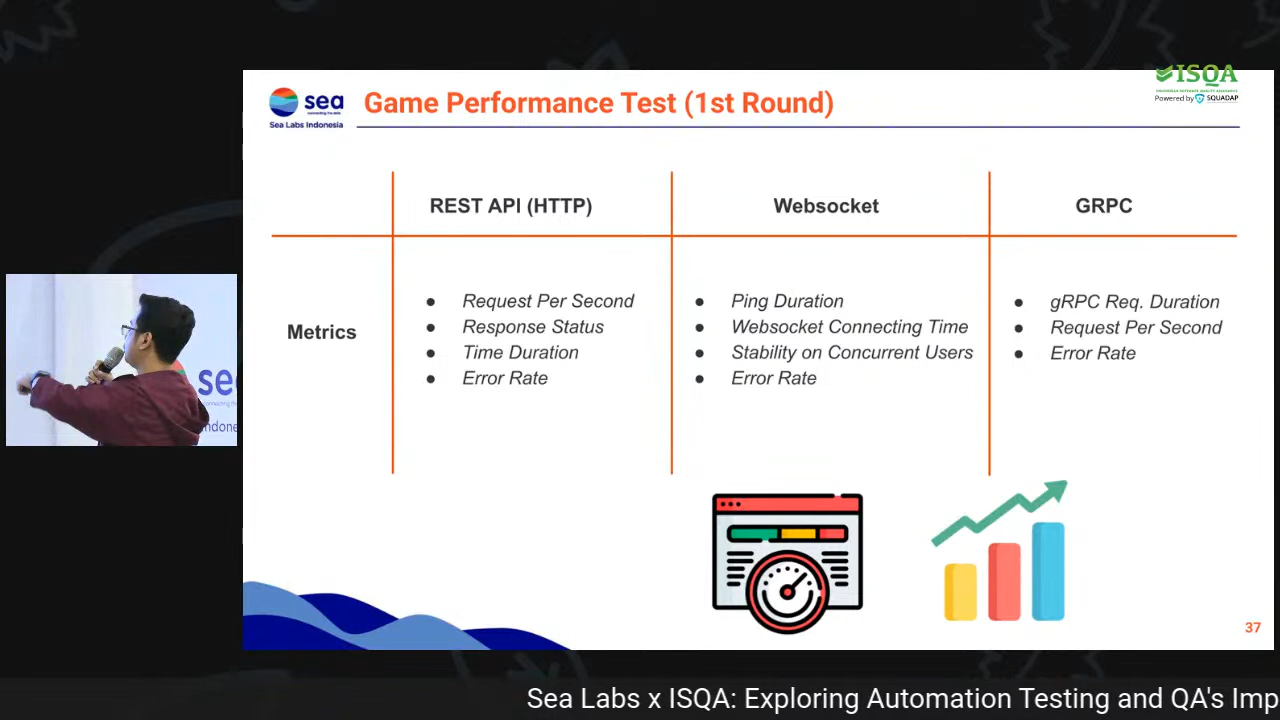 ISQA
Powered by SQUADAP
sea
Sea Labs Indonesia
Game Performance Test (1st Round)
REST API (HTTP)
Websocket
GRPC
Metrics
● Request Per Second
● Response Status
● Time Duration
● Error Rate
● Ping Duration
● Websocket Connecting Time
● Stability on Concurrent Users
● Error Rate
● gRPC Req. Duration
● Request Per Second
● Error Rate
se
ndone
37
Sea Labs x ISQA: Exploring Automation Testing and QA's Imp